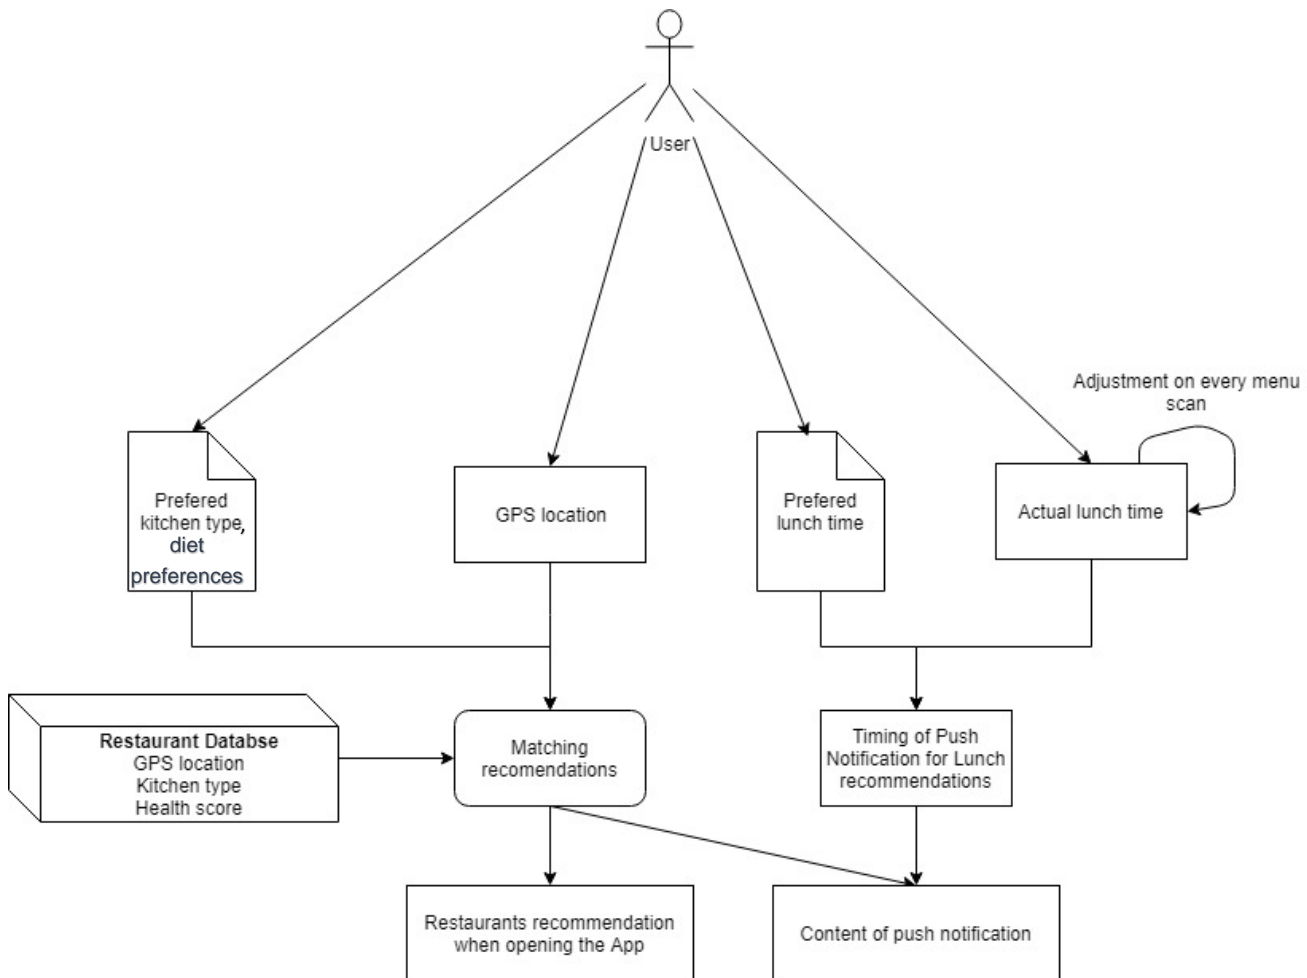 User
Adjustment on every menu
scan
Prefered
kitchen type,
diet
preferences
GPS location
Prefered
lunch time
Actual lunch time
Restaurant Databse
GPS location
Kitchen type
Health score
Matching
recomendations
Timing of Push
Notification for Lunch
recommendations
Restaurants recommendation
when opening the App
Content of push notification